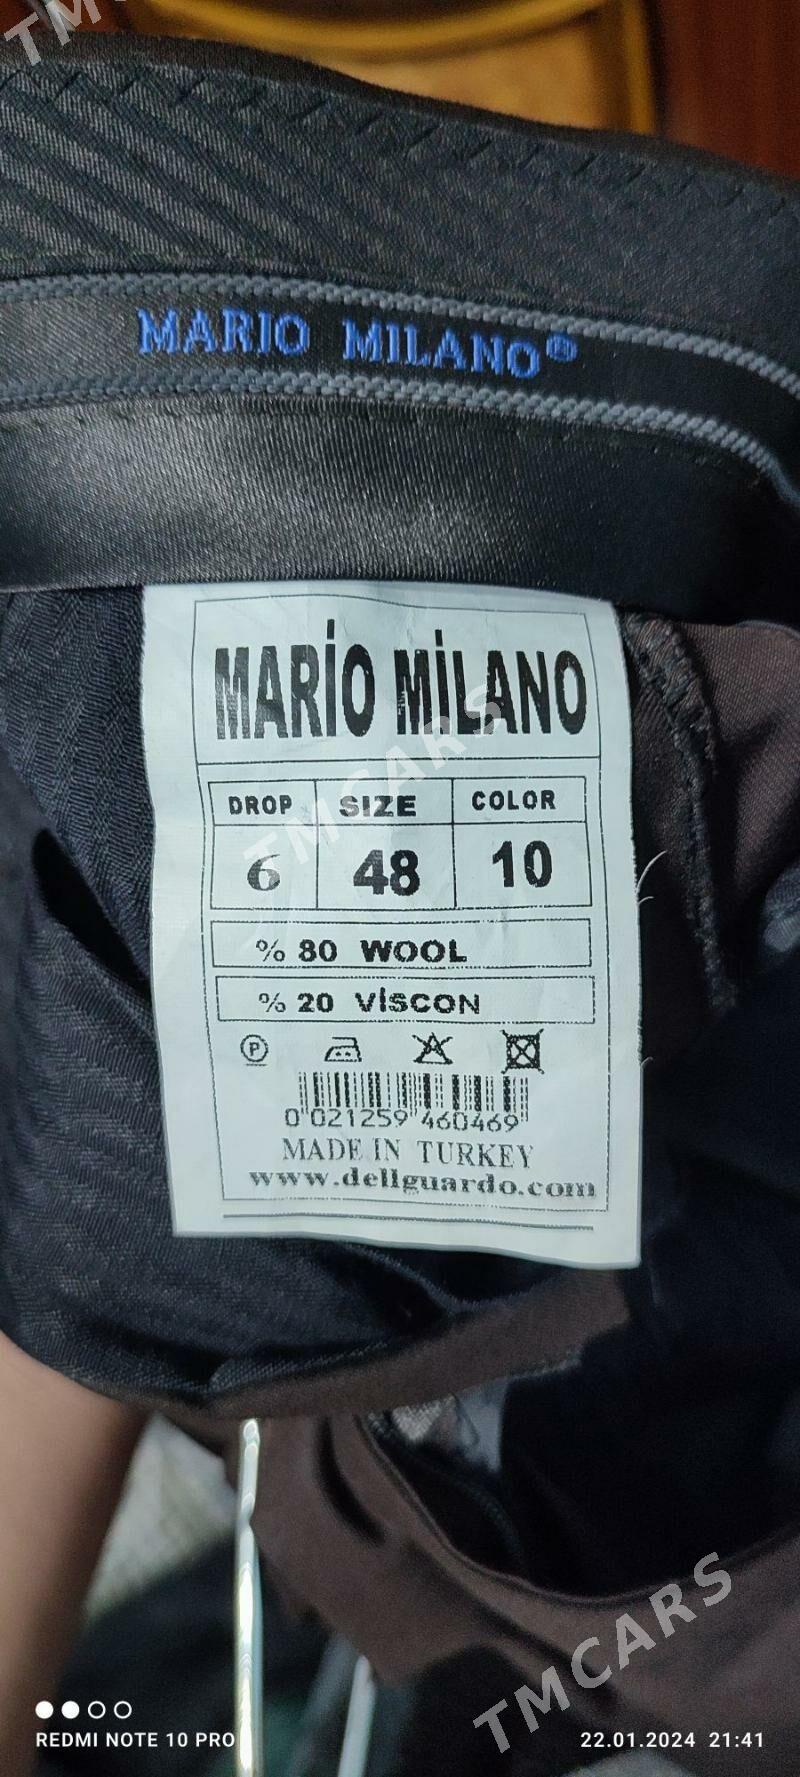 TMC
MARIO MILANO®
MARİO MİLANO
DROP SIZE COLOR
6 48 10
TMCARS
% 80 WOOL
% 20 VİSCON
P
0 021259 460469
MADE IN TURKEY
www.dellguardo.com
TMCARS
REDMI NOTE 10 PRO
22.01.2024 21:41